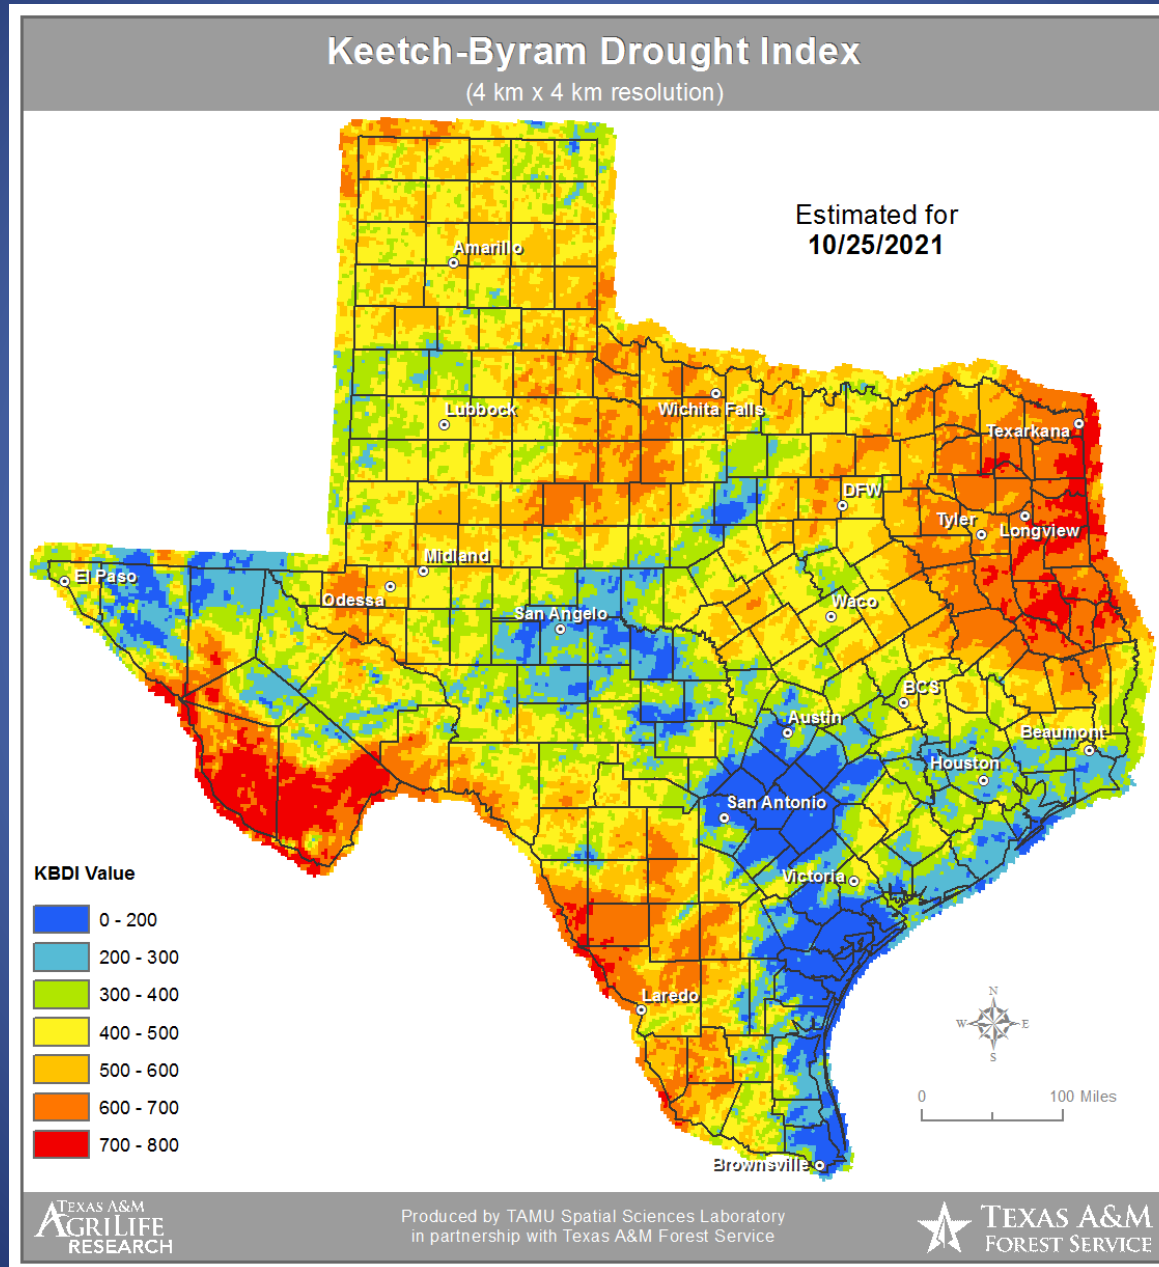 Keetch-Byram Drought Index
(4 km x 4 km resolution)
Estimated for
10/25/2021
Amarillo
Lubbock
Wichita Falls
Texarkana
DFW
Tyler
Longview
Midland
El Paso
Odessa
San Angelo
Waco
BCS
Austin
Beaumont
Houston
San Antonio
Victoria
Laredo
Brownsville
KBDI Value
0 - 200
200 - 300
300 - 400
400 - 500
500 - 600
600 - 700
700 - 800
N
W E
S
0 100 Miles
TEXAS A&M
AGRILIFE
RESEARCH
Produced by TAMU Spatial Sciences Laboratory
in partnership with Texas A&M Forest Service
TEXAS A&M
FOREST SERVICE